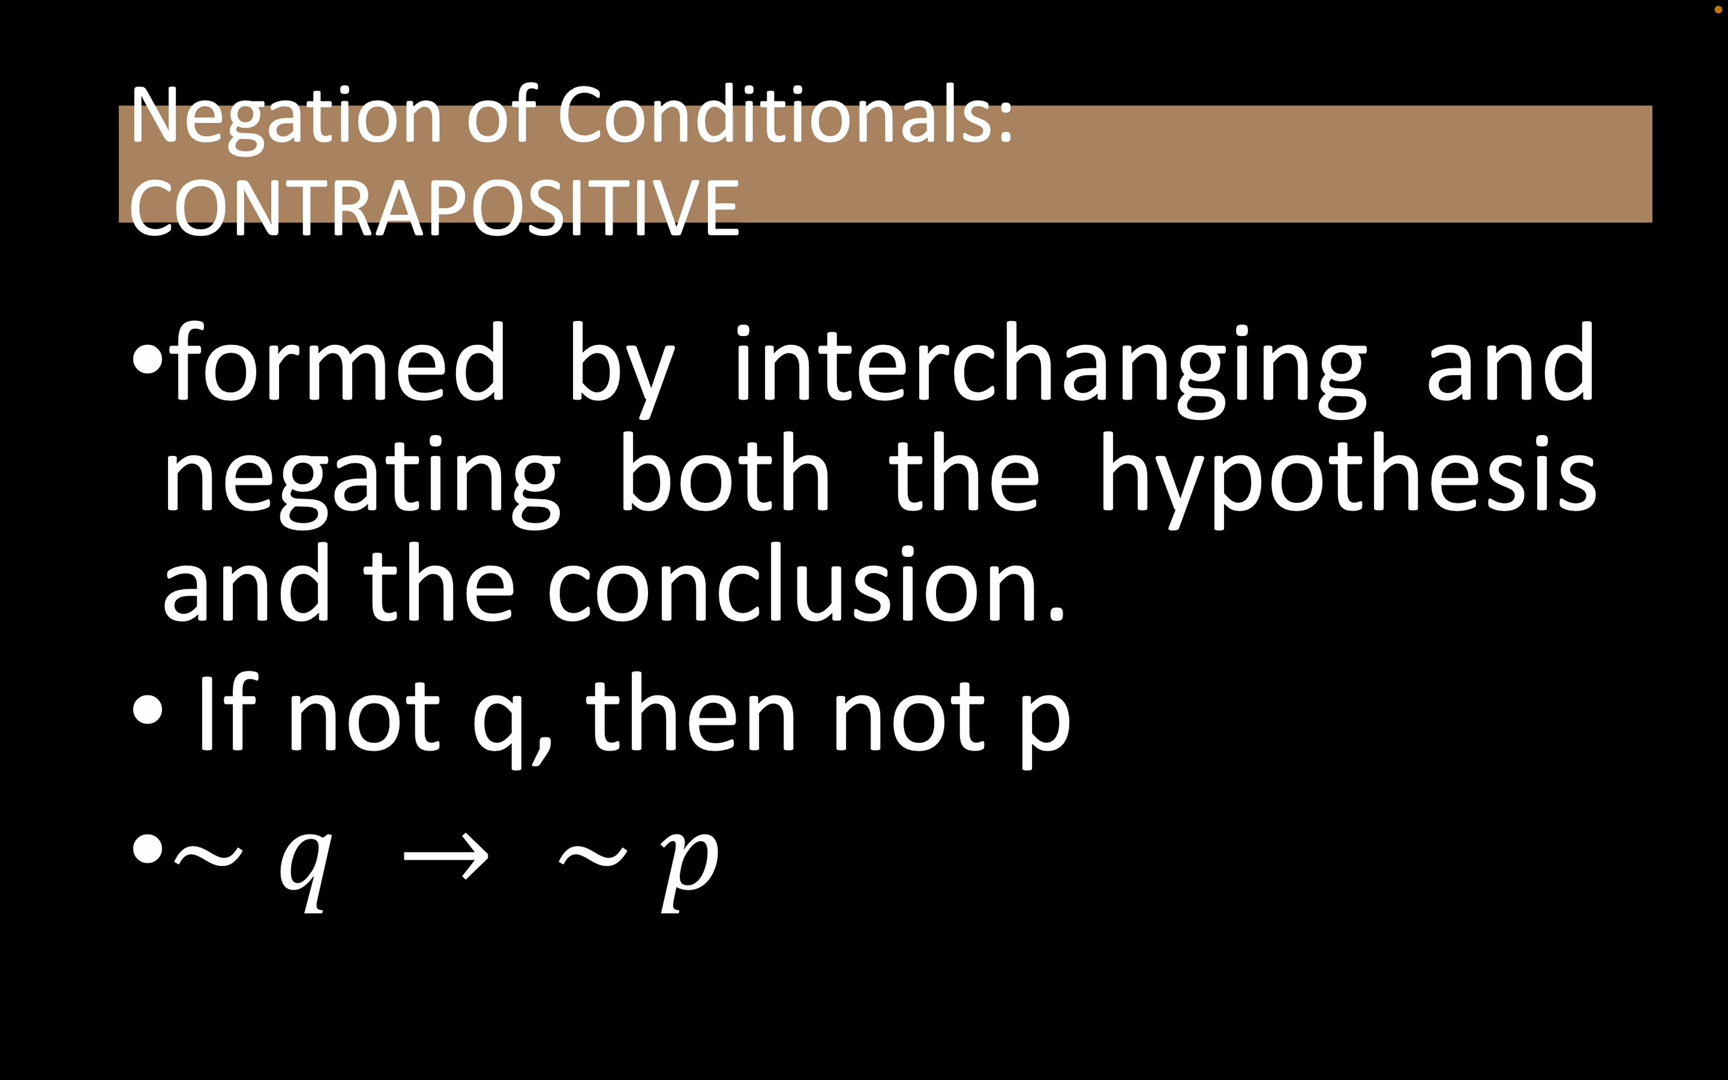 Negation of Conditionals:
CONTRAPOSITIVE
•formed by interchanging and
negating both the hypothesis
and the conclusion.
• If not q, then not p
•~ q → ~ p